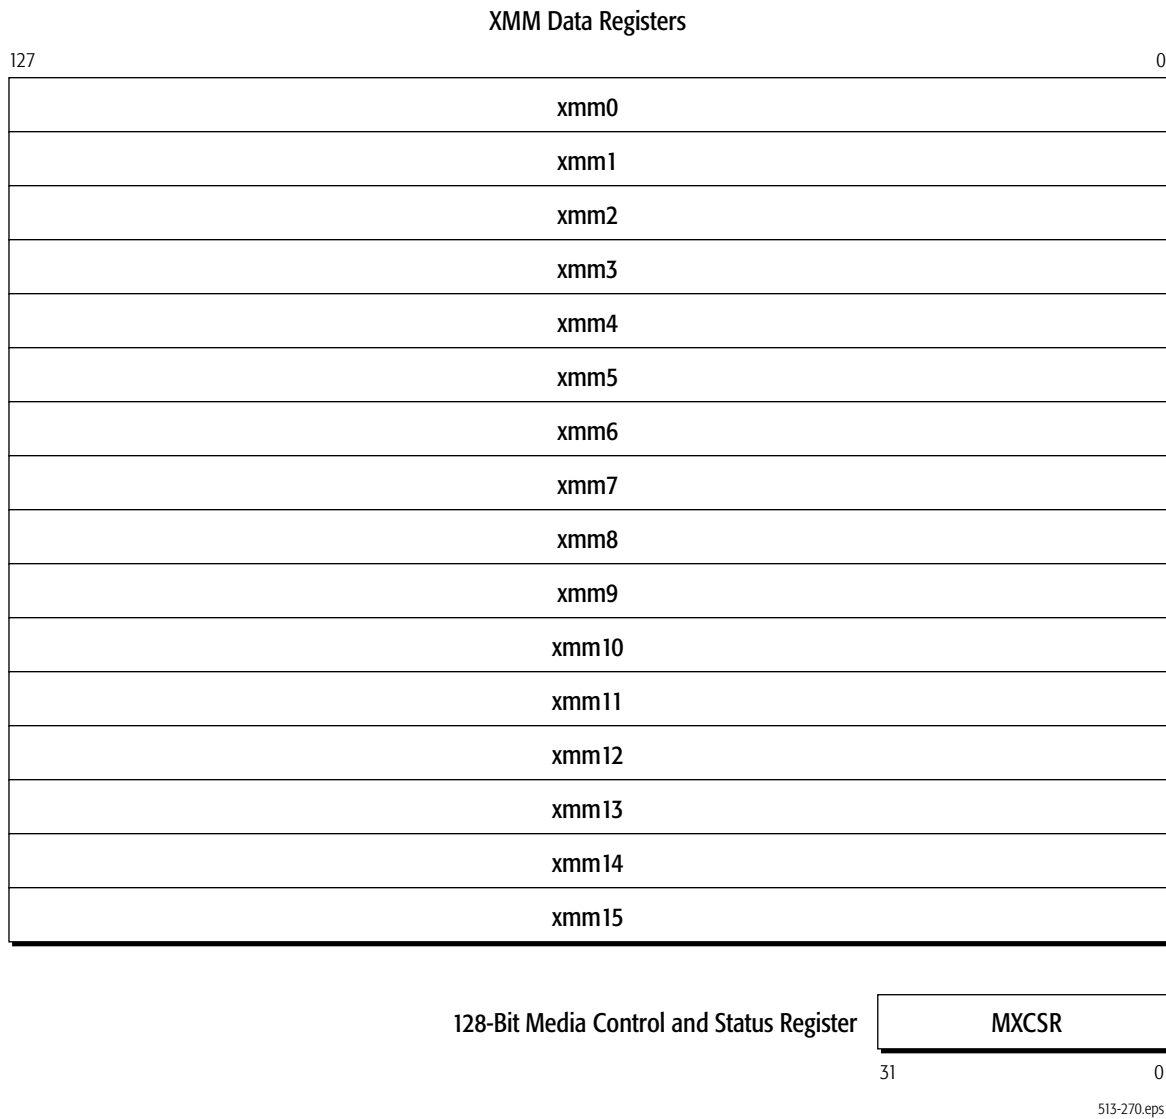 XMM Data Registers
127 0
xmm0
xmm1
xmm2
xmm3
xmm4
xmm5
xmm6
xmm7
xmm8
xmm9
xmm10
xmm11
xmm12
xmm13
xmm14
xmm15
128-Bit Media Control and Status Register MXCSR
31 0
513-270.eps